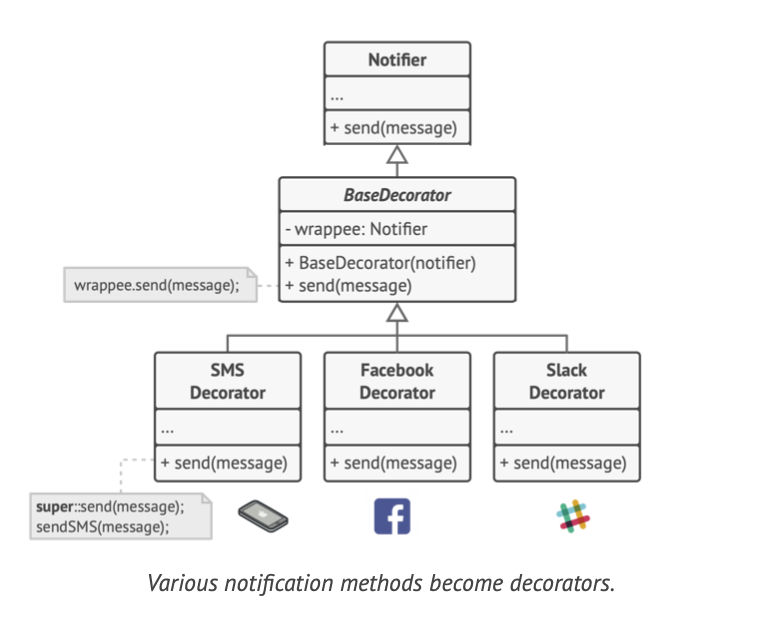 Notifier
...
+ send(message)
BaseDecorator
- wrappee: Notifier
+ BaseDecorator(notifier)
+ send(message)
wrappee.send(message);
SMS
Decorator
...
+ send(message)
Facebook
Decorator
...
+ send(message)
Slack
Decorator
...
+ send(message)
super::send(message);
sendSMS(message);
Various notification methods become decorators.